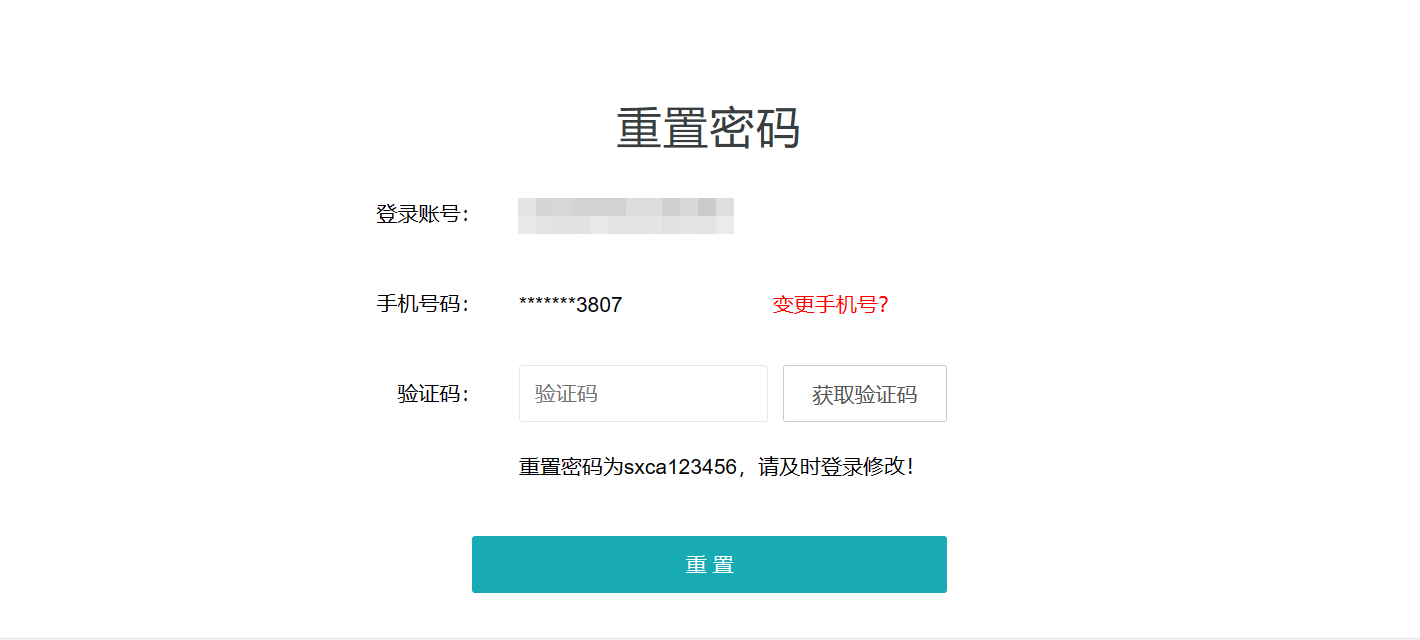 重置密码
登录账号：
手机号码： *******3807 变更手机号?
验证码： 验证码 获取验证码
重置密码为sxca123456，请及时登录修改！
重 置